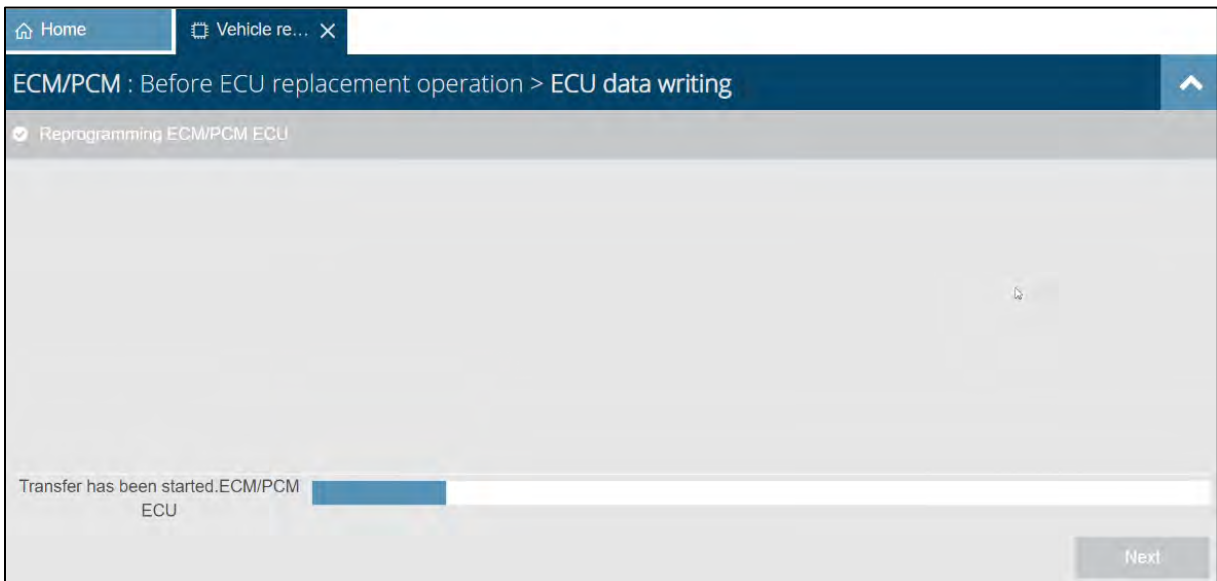 Home
Vehicle re...
ECM/PCM : Before ECU replacement operation > ECU data writing
Reprogramming ECM/PCM ECU
Transfer has been started.ECM/PCM
ECU
Next